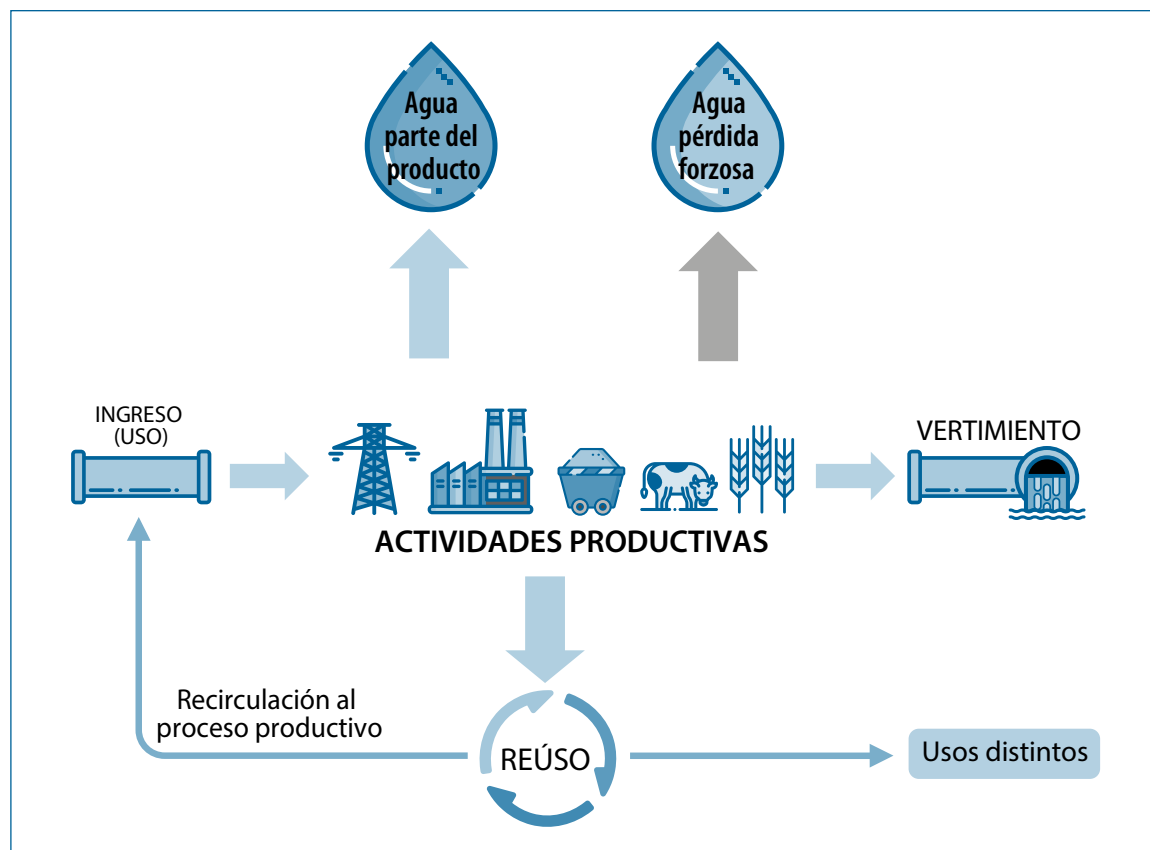 Agua
parte del
producto
Agua
pérdida
forzosa
INGRESO
(USO)
VERTIMIENTO
ACTIVIDADES PRODUCTIVAS
Recirculación al
proceso productivo
REÚSO
Usos distintos